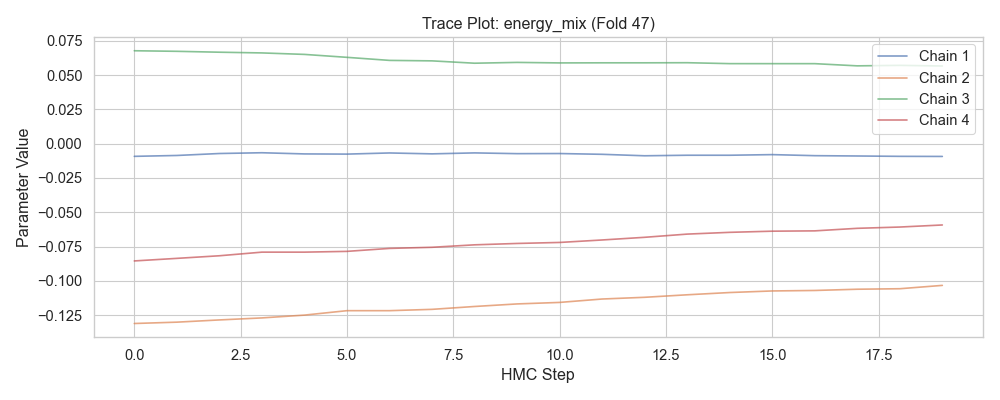 Trace Plot: energy_mix (Fold 47)
Parameter Value
0.075
0.050
0.025
0.000
−0.025
−0.050
−0.075
−0.100
−0.125
Chain 1
Chain 2
Chain 3
Chain 4
0.0 2.5 5.0 7.5 10.0 12.5 15.0 17.5
HMC Step